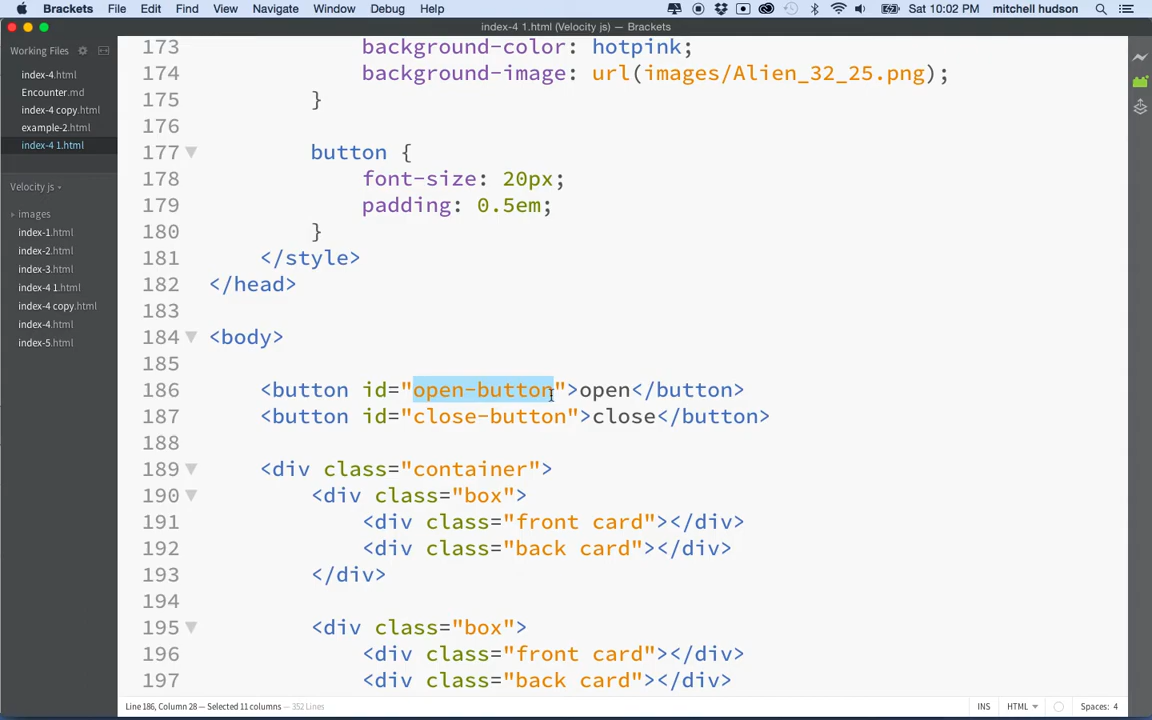 Brackets File Edit View Navigate Window Debug Help Sat 10:02 PM mitchell hudson
index-4 1.html (Velocity js) — Brackets
Working Files
index-4.html
Encounter.md
index-4 copy.html
example-2.html
index-4 1.html
Velocity js
images
index-1.html
index-2.html
index-3.html
index-4 1.html
index-4 copy.html
index-4.html
index-5.html
173 background-color: hotpink;
174 background-image: url(images/Alien_32_25.png);
175 }
176
177 button {
178 font-size: 20px;
179 padding: 0.5em;
180 }
181 </style>
182 </head>
183
184 <body>
185
186 <button id="open-button">open</button>
187 <button id="close-button">close</button>
188
189 <div class="container">
190 <div class="box">
191 <div class="front card"></div>
192 <div class="back card"></div>
193 </div>
194
195 <div class="box">
196 <div class="front card"></div>
197 <div class="back card"></div>
Line 186, Column 28 — Selected 11 columns — 352 Lines INS HTML Spaces: 4